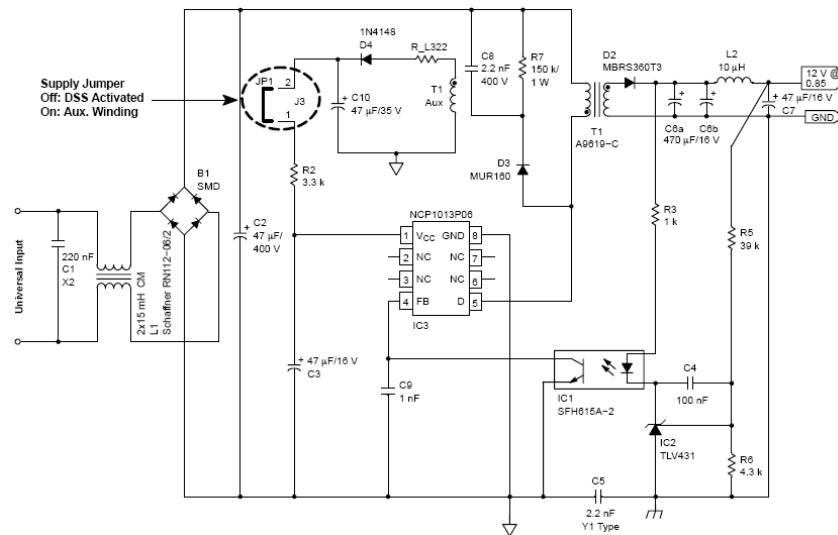 1N4148
D4
R_L322
C8
2.2 nF
400 V
R7
150 k/
1 W
D2
MBRS360T3
L2
10 µH
12 V @
0.85
Supply Jumper
Off: DSS Activated
On: Aux. Winding
JP1
2
J3
1
+
C10
47 µF/35 V
T1
Aux
+
+
+
47 µF/16 V
C7
GND
C6a
C6b
470 µF/16 V
T1
A9619-C
D3
MUR160
R2
3.3 k
B1
SMD
+
C2
47 µF/
400 V
NCP1013P06
1
VCC
GND
8
2
NC
NC
7
3
NC
NC
6
4
FB
D
5
IC3
R3
1 k
R5
39 k
Universal Input
220 nF
C1
X2
2x15 mH CM
L1
Schaffner RN112-06/2
+
47 µF/16 V
C3
C9
1 nF
IC1
SFH615A-2
C4
100 nF
IC2
TLV431
R6
4.3 k
C5
2.2 nF
Y1 Type